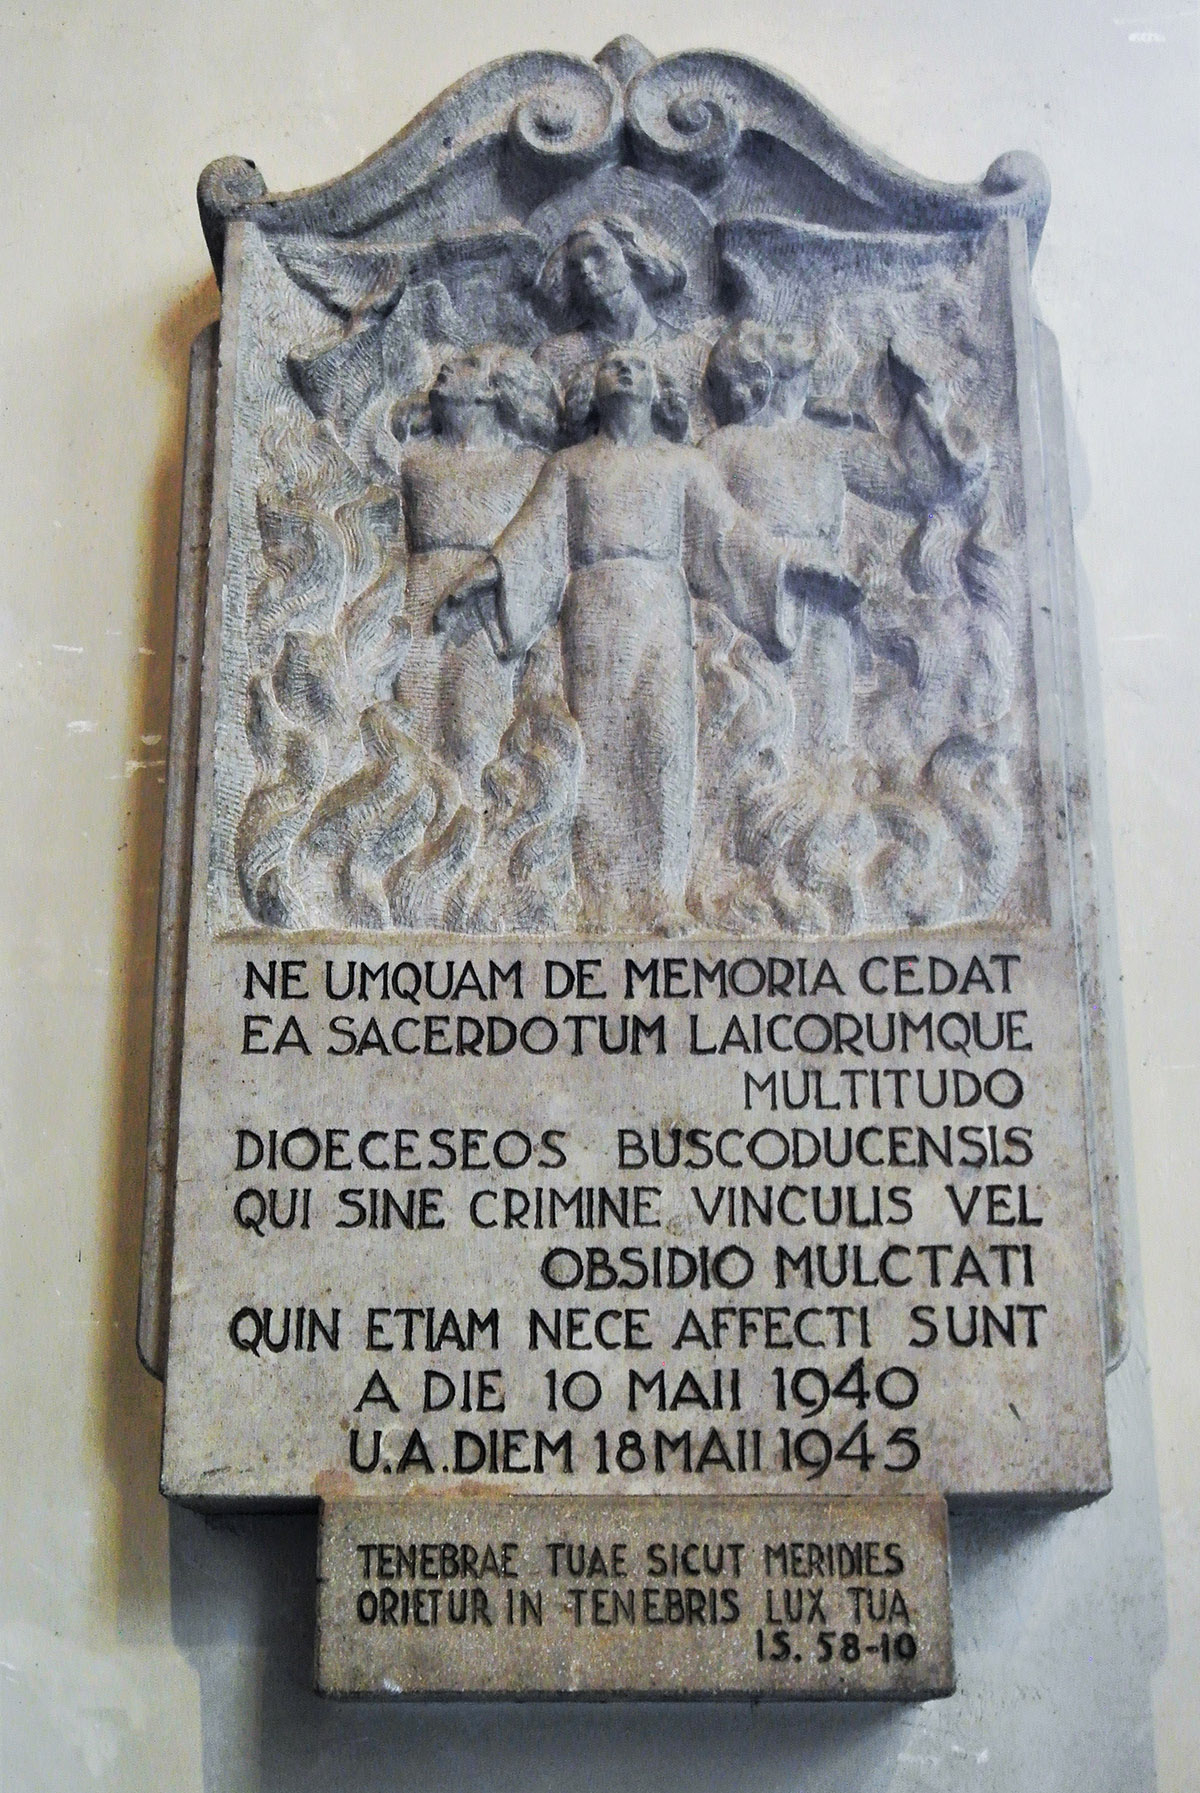 NE UMQUAM DE MEMORIA CEDAT
EA SACERDOTUM LAICORUMQUE
MULTITUDO
DIOECESEOS BUSCODUCENSIS
QUI SINE CRIMINE VINCULIS VEL
OBSIDIO MULCTATI
QUIN ETIAM NECE AFFECTI SUNT
A DIE 10 MAII 1940
U.A.DIEM 18 MAII 1945
TENEBRAE TUAE SICUT MERIDIES
ORIETUR IN TENEBRIS LUX TUA
IS. 58-10